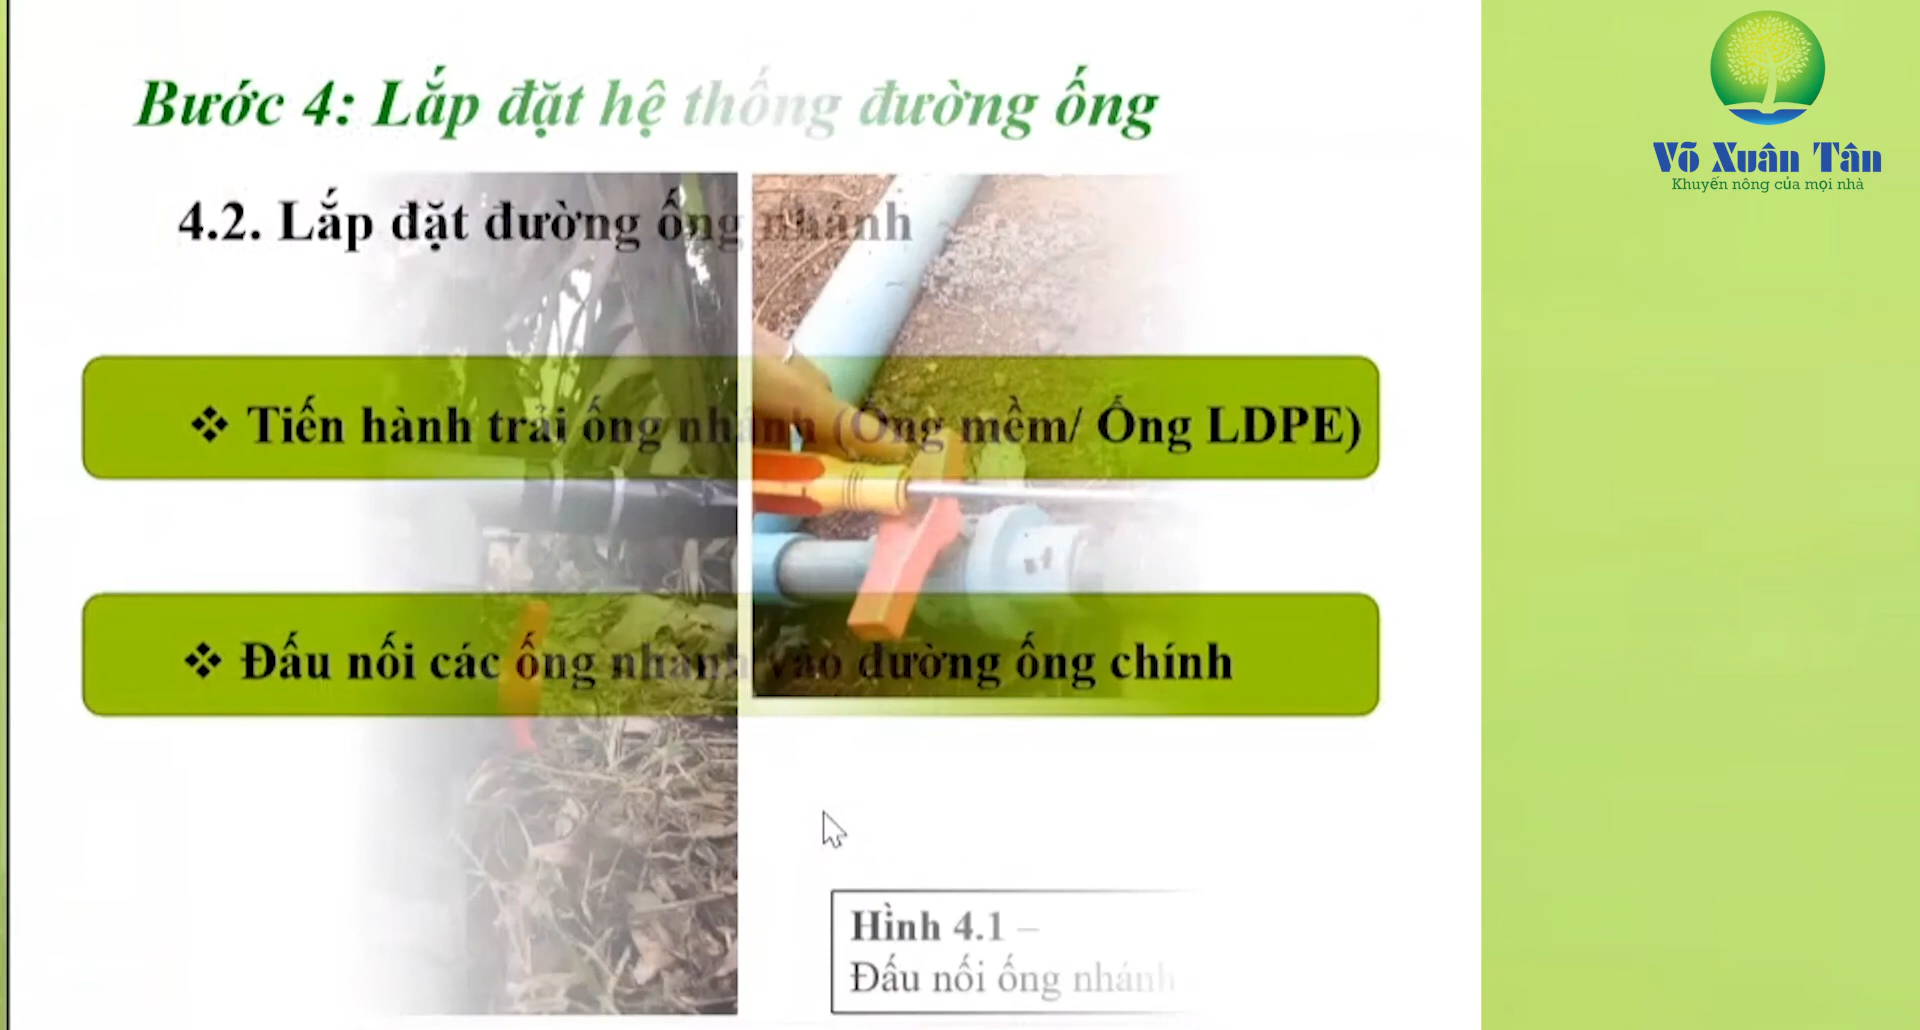 Bước 4: Lắp đặt hệ thống đường ống
4.2. Lắp đặt đường ống nhánh
❖ Tiến hành trải ống nhánh (Ống mềm/ Ống LDPE)
❖ Đấu nối các ống nhánh vào đường ống chính
Hình 4.1 –
Đấu nối ống nhánh
Võ Xuân Tân
Khuyến nông của mọi nhà